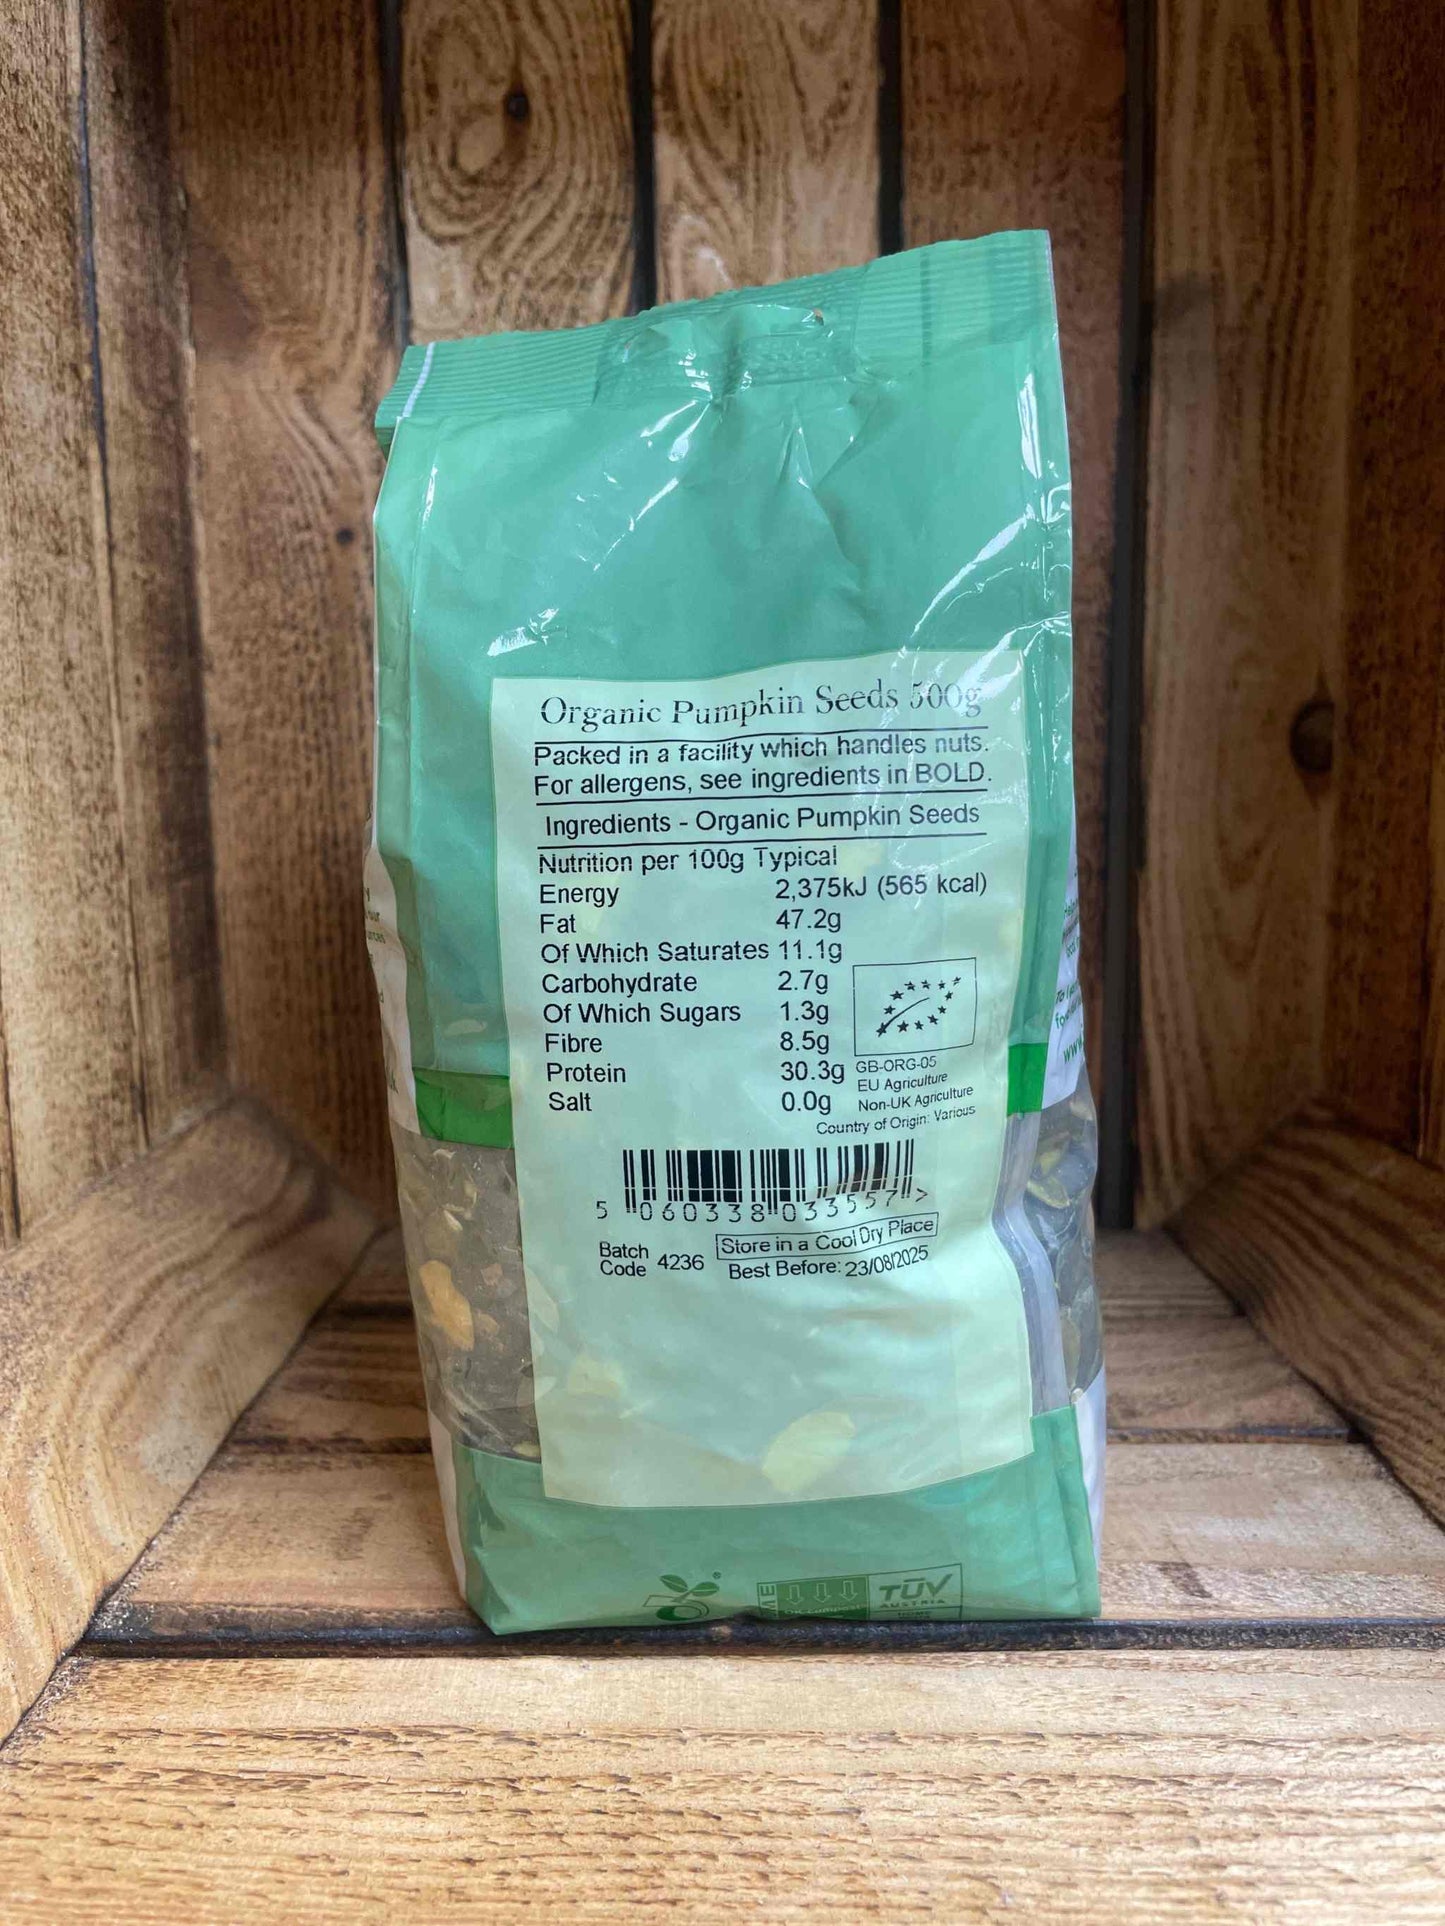 Organic Pumpkin Seeds 500g
Packed in a facility which handles nuts.
For allergens, see ingredients in BOLD.
Ingredients - Organic Pumpkin Seeds
Nutrition per 100g Typical
Energy 2,375kJ (565 kcal)
Fat 47.2g
Of Which Saturates 11.1g
Carbohydrate 2.7g
Of Which Sugars 1.3g
Fibre 8.5g
Protein 30.3g
Salt 0.0g
GB-ORG-05
EU Agriculture
Non-UK Agriculture
Country of Origin: Various
5 060338 033557 >
Batch
Code 4236
Store in a Cool Dry Place
Best Before: 23/08/2025
OK compost
TÜV
AUSTRIA
HOME